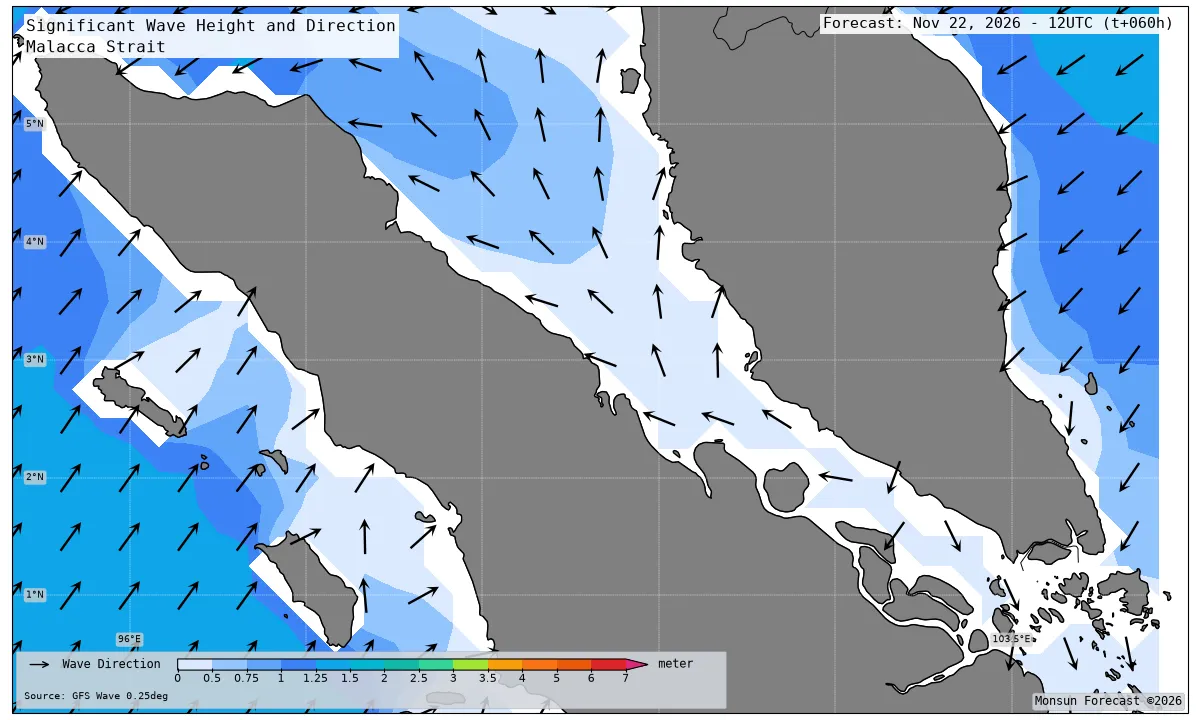 Significant Wave Height and Direction
Malacca Strait
Forecast: Nov 22, 2026 - 12UTC (t+060h)
5°N
4°N
3°N
2°N
1°N
96°E
103.5°E
Wave Direction
meter
0 0.5 0.75 1 1.25 1.5 2 2.5 3 3.5 4 5 6 7
Source: GFS Wave 0.25deg
Monsun Forecast ©2026